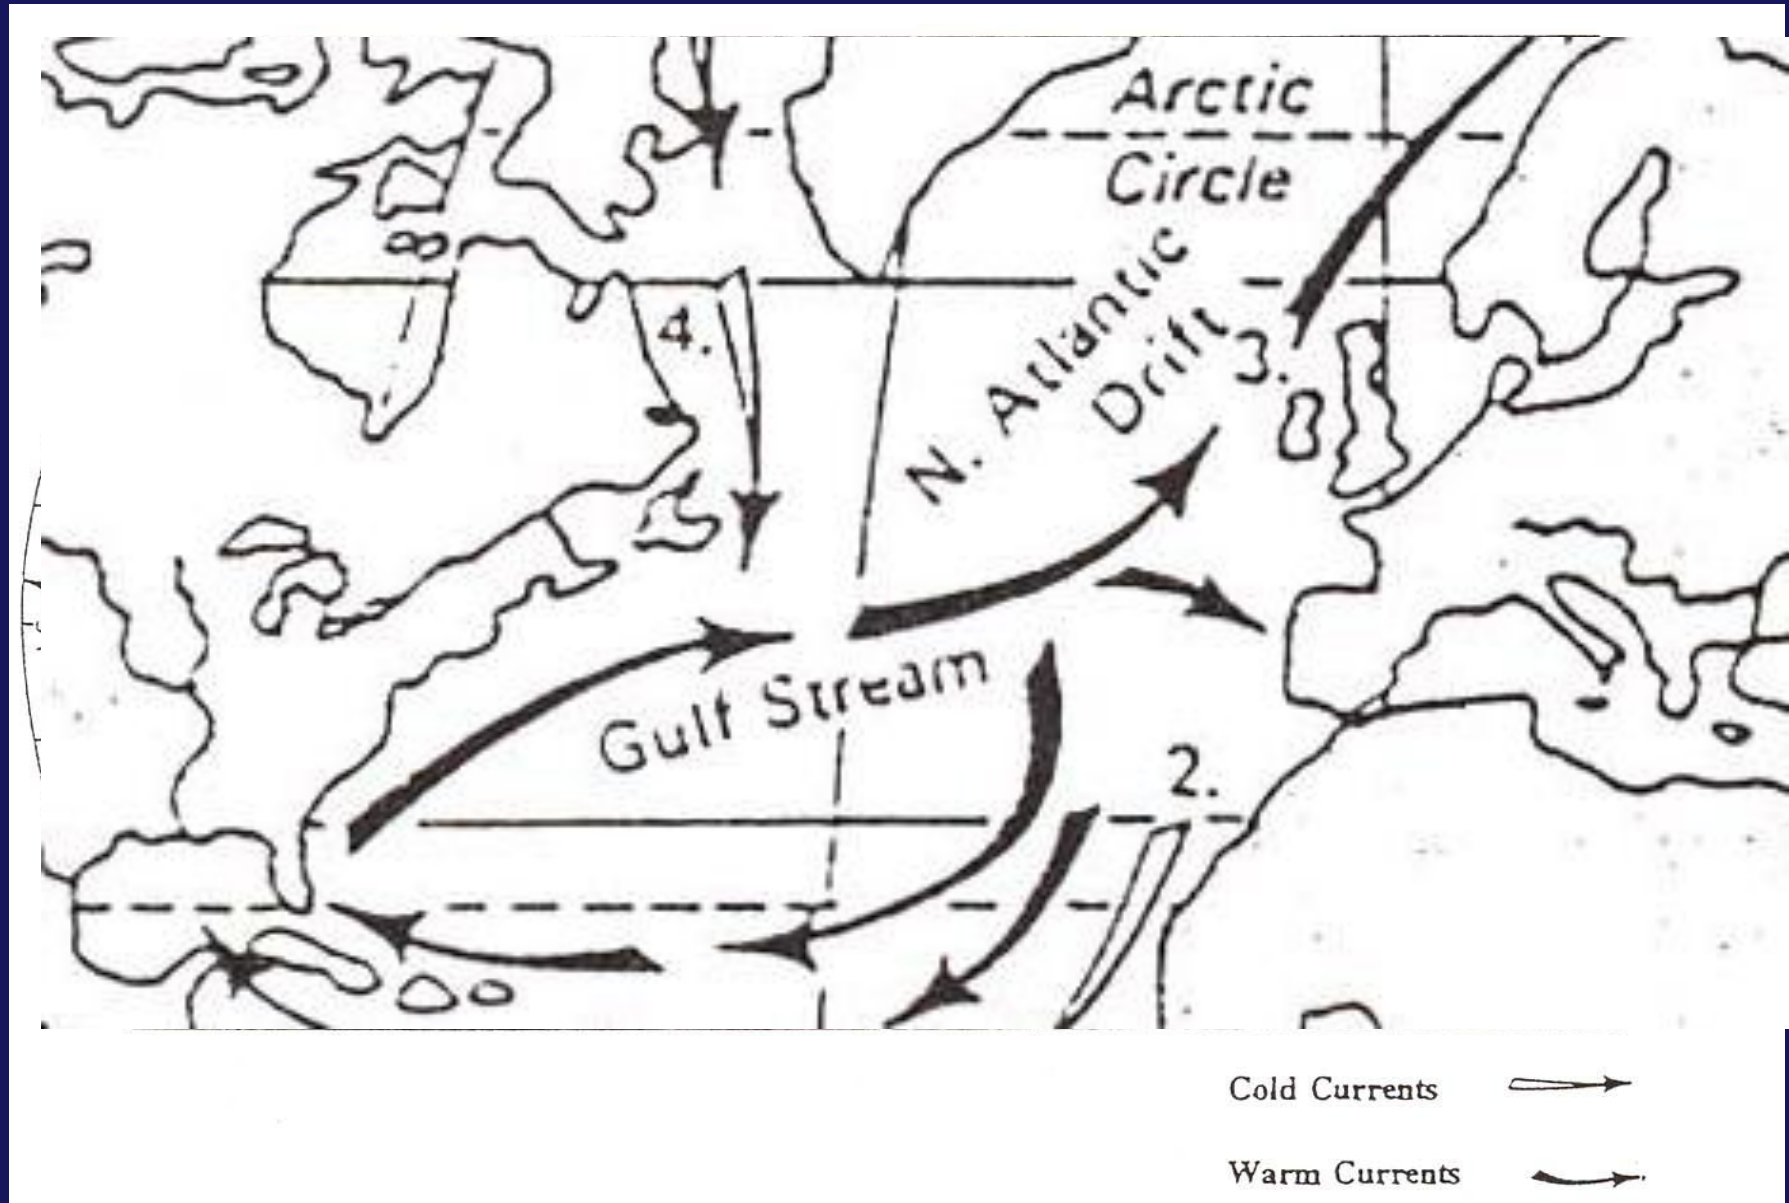 Arctic
Circle
N. Atlantic
Drift
4.
3.
Gulf Stream
2.
Cold Currents
Warm Currents